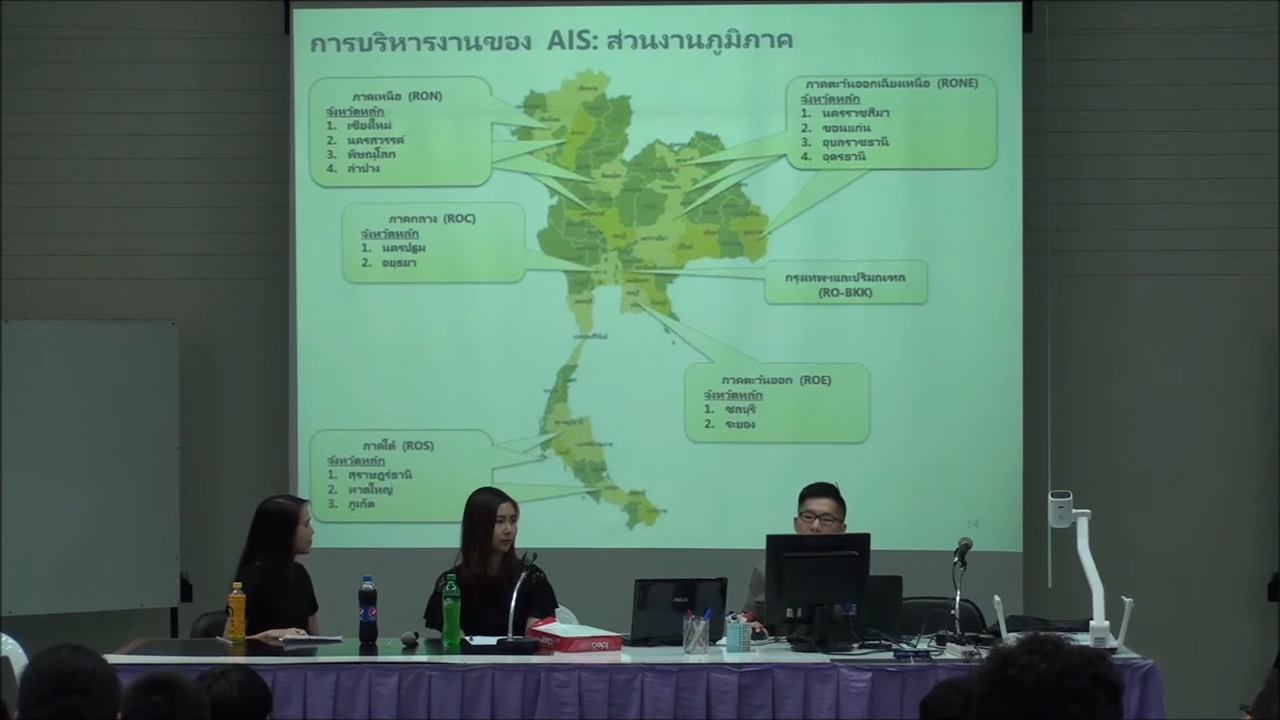 การบริหารงานของ AIS: ส่วนงานภูมิภาค
ภาคเหนือ (RON)
จังหวัดหลัก
1. เชียงใหม่
2. นครสวรรค์
3. พิษณุโลก
4. ลำปาง
ภาคตะวันออกเฉียงเหนือ (RONE)
จังหวัดหลัก
1. นครราชสีมา
2. ขอนแก่น
3. อุบลราชธานี
4. อุดรธานี
ภาคกลาง (ROC)
จังหวัดหลัก
1. นครปฐม
2. อยุธยา
กรุงเทพฯและปริมณฑล
(RO-BKK)
ภาคตะวันออก (ROE)
จังหวัดหลัก
1. ชลบุรี
2. ระยอง
ภาคใต้ (ROS)
จังหวัดหลัก
1. สุราษฎร์ธานี
2. หาดใหญ่
3. ภูเก็ต
14